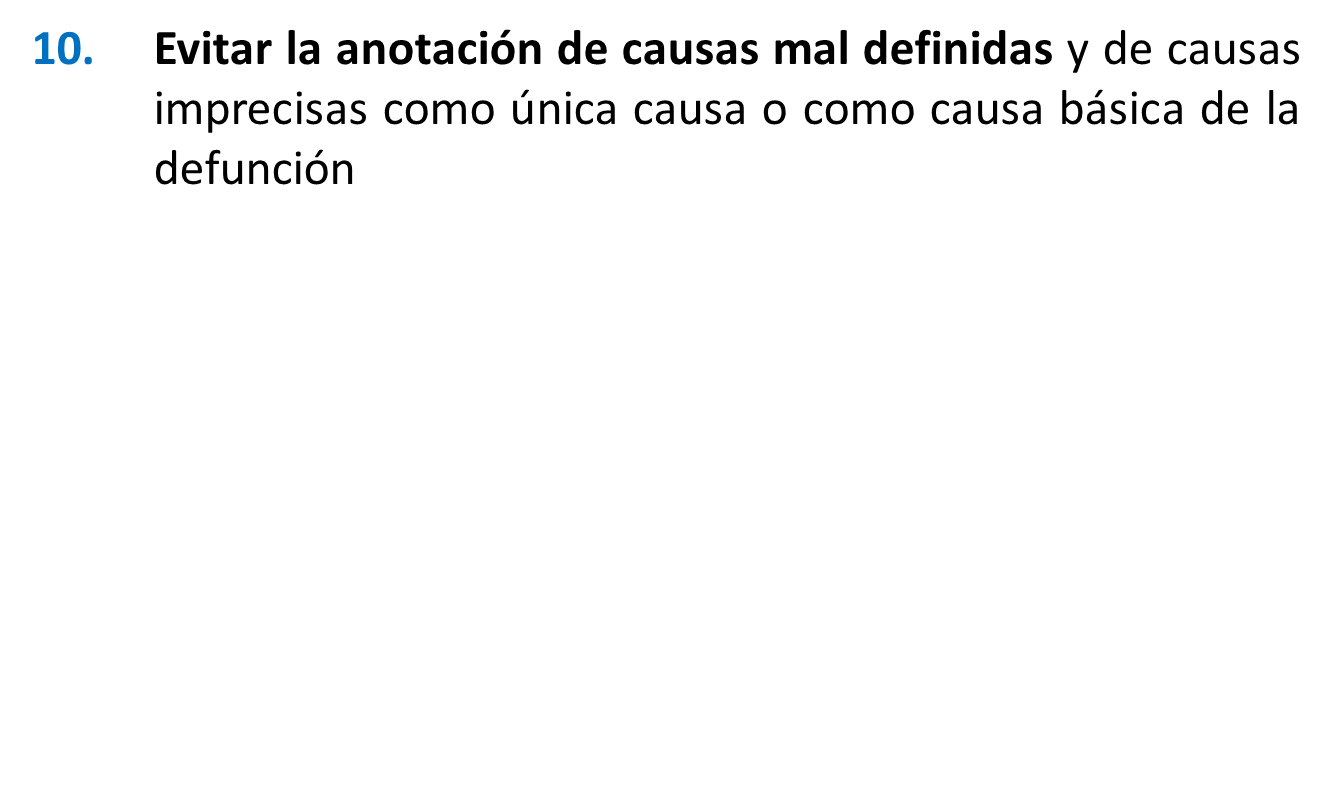 10. Evitar la anotación de causas mal definidas y de causas
imprecisas como única causa o como causa básica de la
defunción